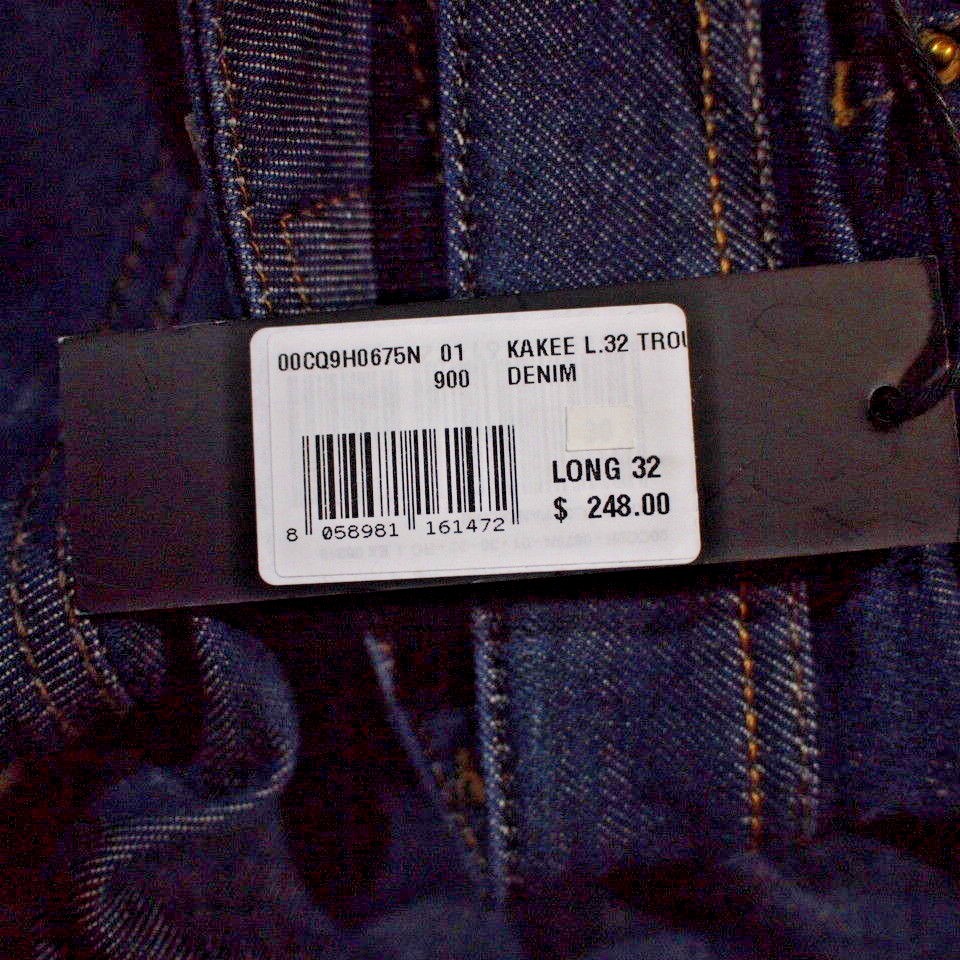 00CQ9H0675N 01 KAKEE L.32 TROU
900 DENIM
LONG 32
$ 248.00
8 058981 161472